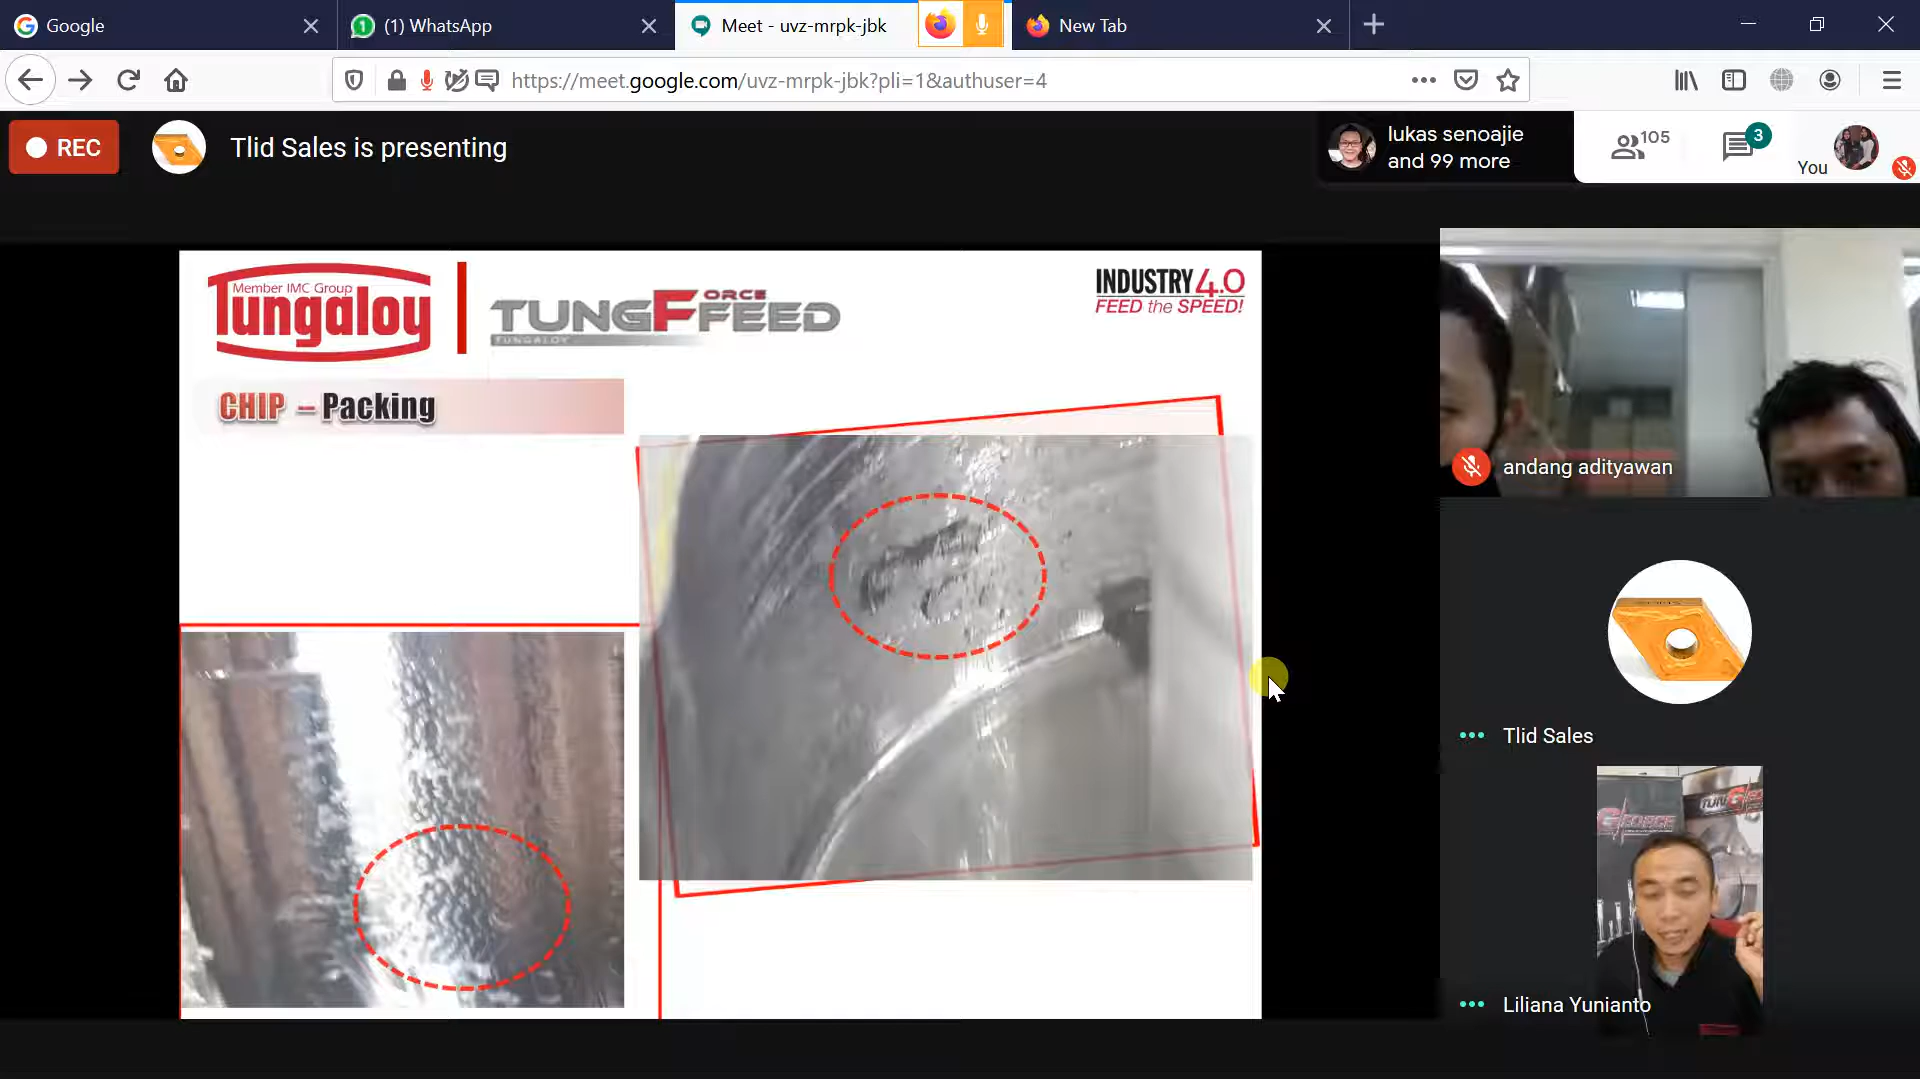 Google
(1) WhatsApp
Meet - uvz-mrpk-jbk
New Tab
https://meet.google.com/uvz-mrpk-jbk?pli=1&authuser=4
REC
Tlid Sales is presenting
lukas senoajie
and 99 more
105
3
You
Member IMC Group
Tungaloy
TUNGFORCE FEED
TUNGALOY
INDUSTRY 4.0
FEED the SPEED!
CHIP – Packing
andang adityawan
Tlid Sales
Liliana Yunianto